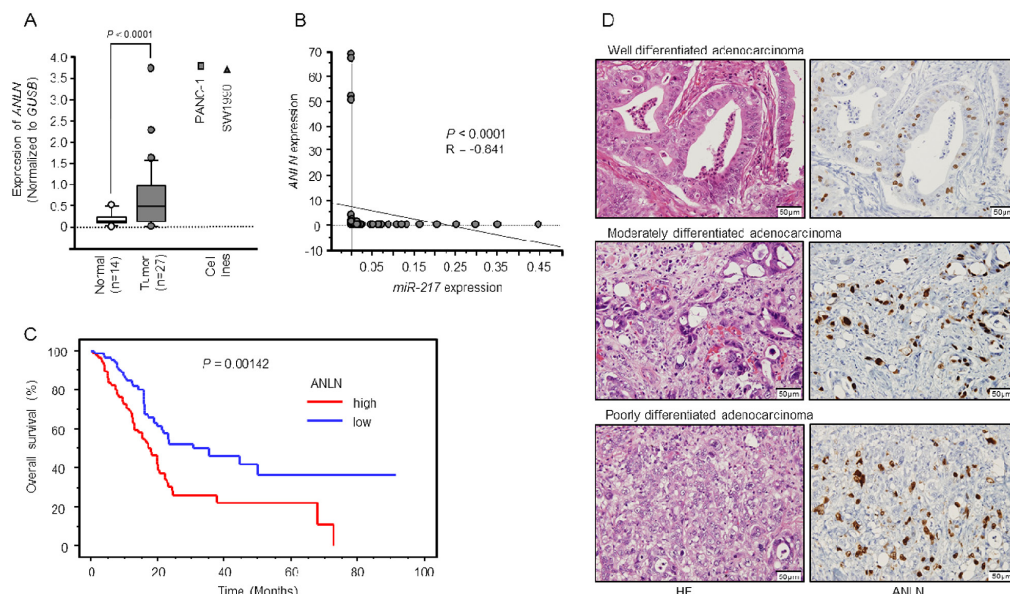 A
P < 0.0001
Expression of ANLN
(Normalized to GUSB)
4.0
3.5
3.0
2.5
2.0
1.5
1.0
0.5
0
PANC-1
SW1990
Normal
(n=14)
Tumor
(n=27)
Cel
ines
B
ANLN expression
70
60
50
40
30
20
10
0
-10
P < 0.0001
R = -0.841
0.05
0.15
0.25
0.35
0.45
miR-217 expression
C
P = 0.00142
ANLN
high
low
Overall survival (%)
100
80
60
40
20
0
0
20
40
60
80
100
Time (Months)
D
Well differentiated adenocarcinoma
50μm
50μm
Moderately differentiated adenocarcinoma
50μm
50μm
Poorly differentiated adenocarcinoma
50μm
50μm
HE
ANLN